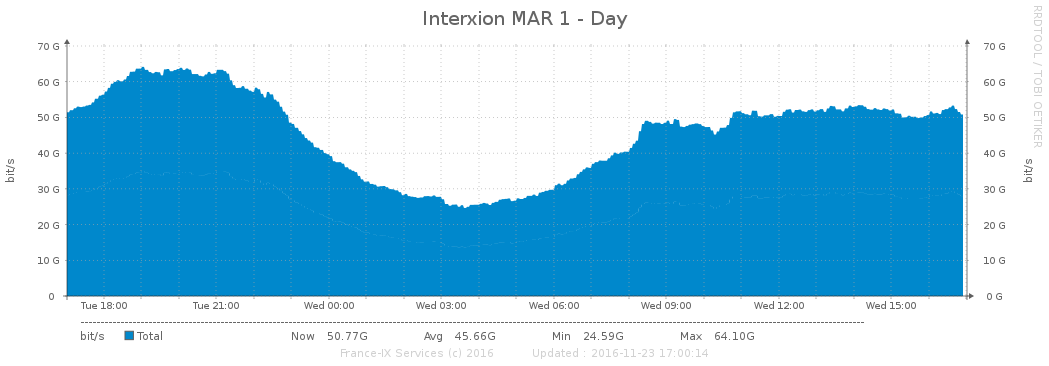 Interxion MAR 1 - Day
RRDTOOL / TOBI OETIKER
70 G 70 G
60 G 60 G
50 G 50 G
40 G 40 G
30 G 30 G
20 G 20 G
10 G 10 G
0 0 G
bit/s bit/s
Tue 18:00 Tue 21:00 Wed 00:00 Wed 03:00 Wed 06:00 Wed 09:00 Wed 12:00 Wed 15:00
bit/s Total Now 50.77G Avg 45.66G Min 24.59G Max 64.10G
France-IX Services (c) 2016 Updated : 2016-11-23 17:00:14